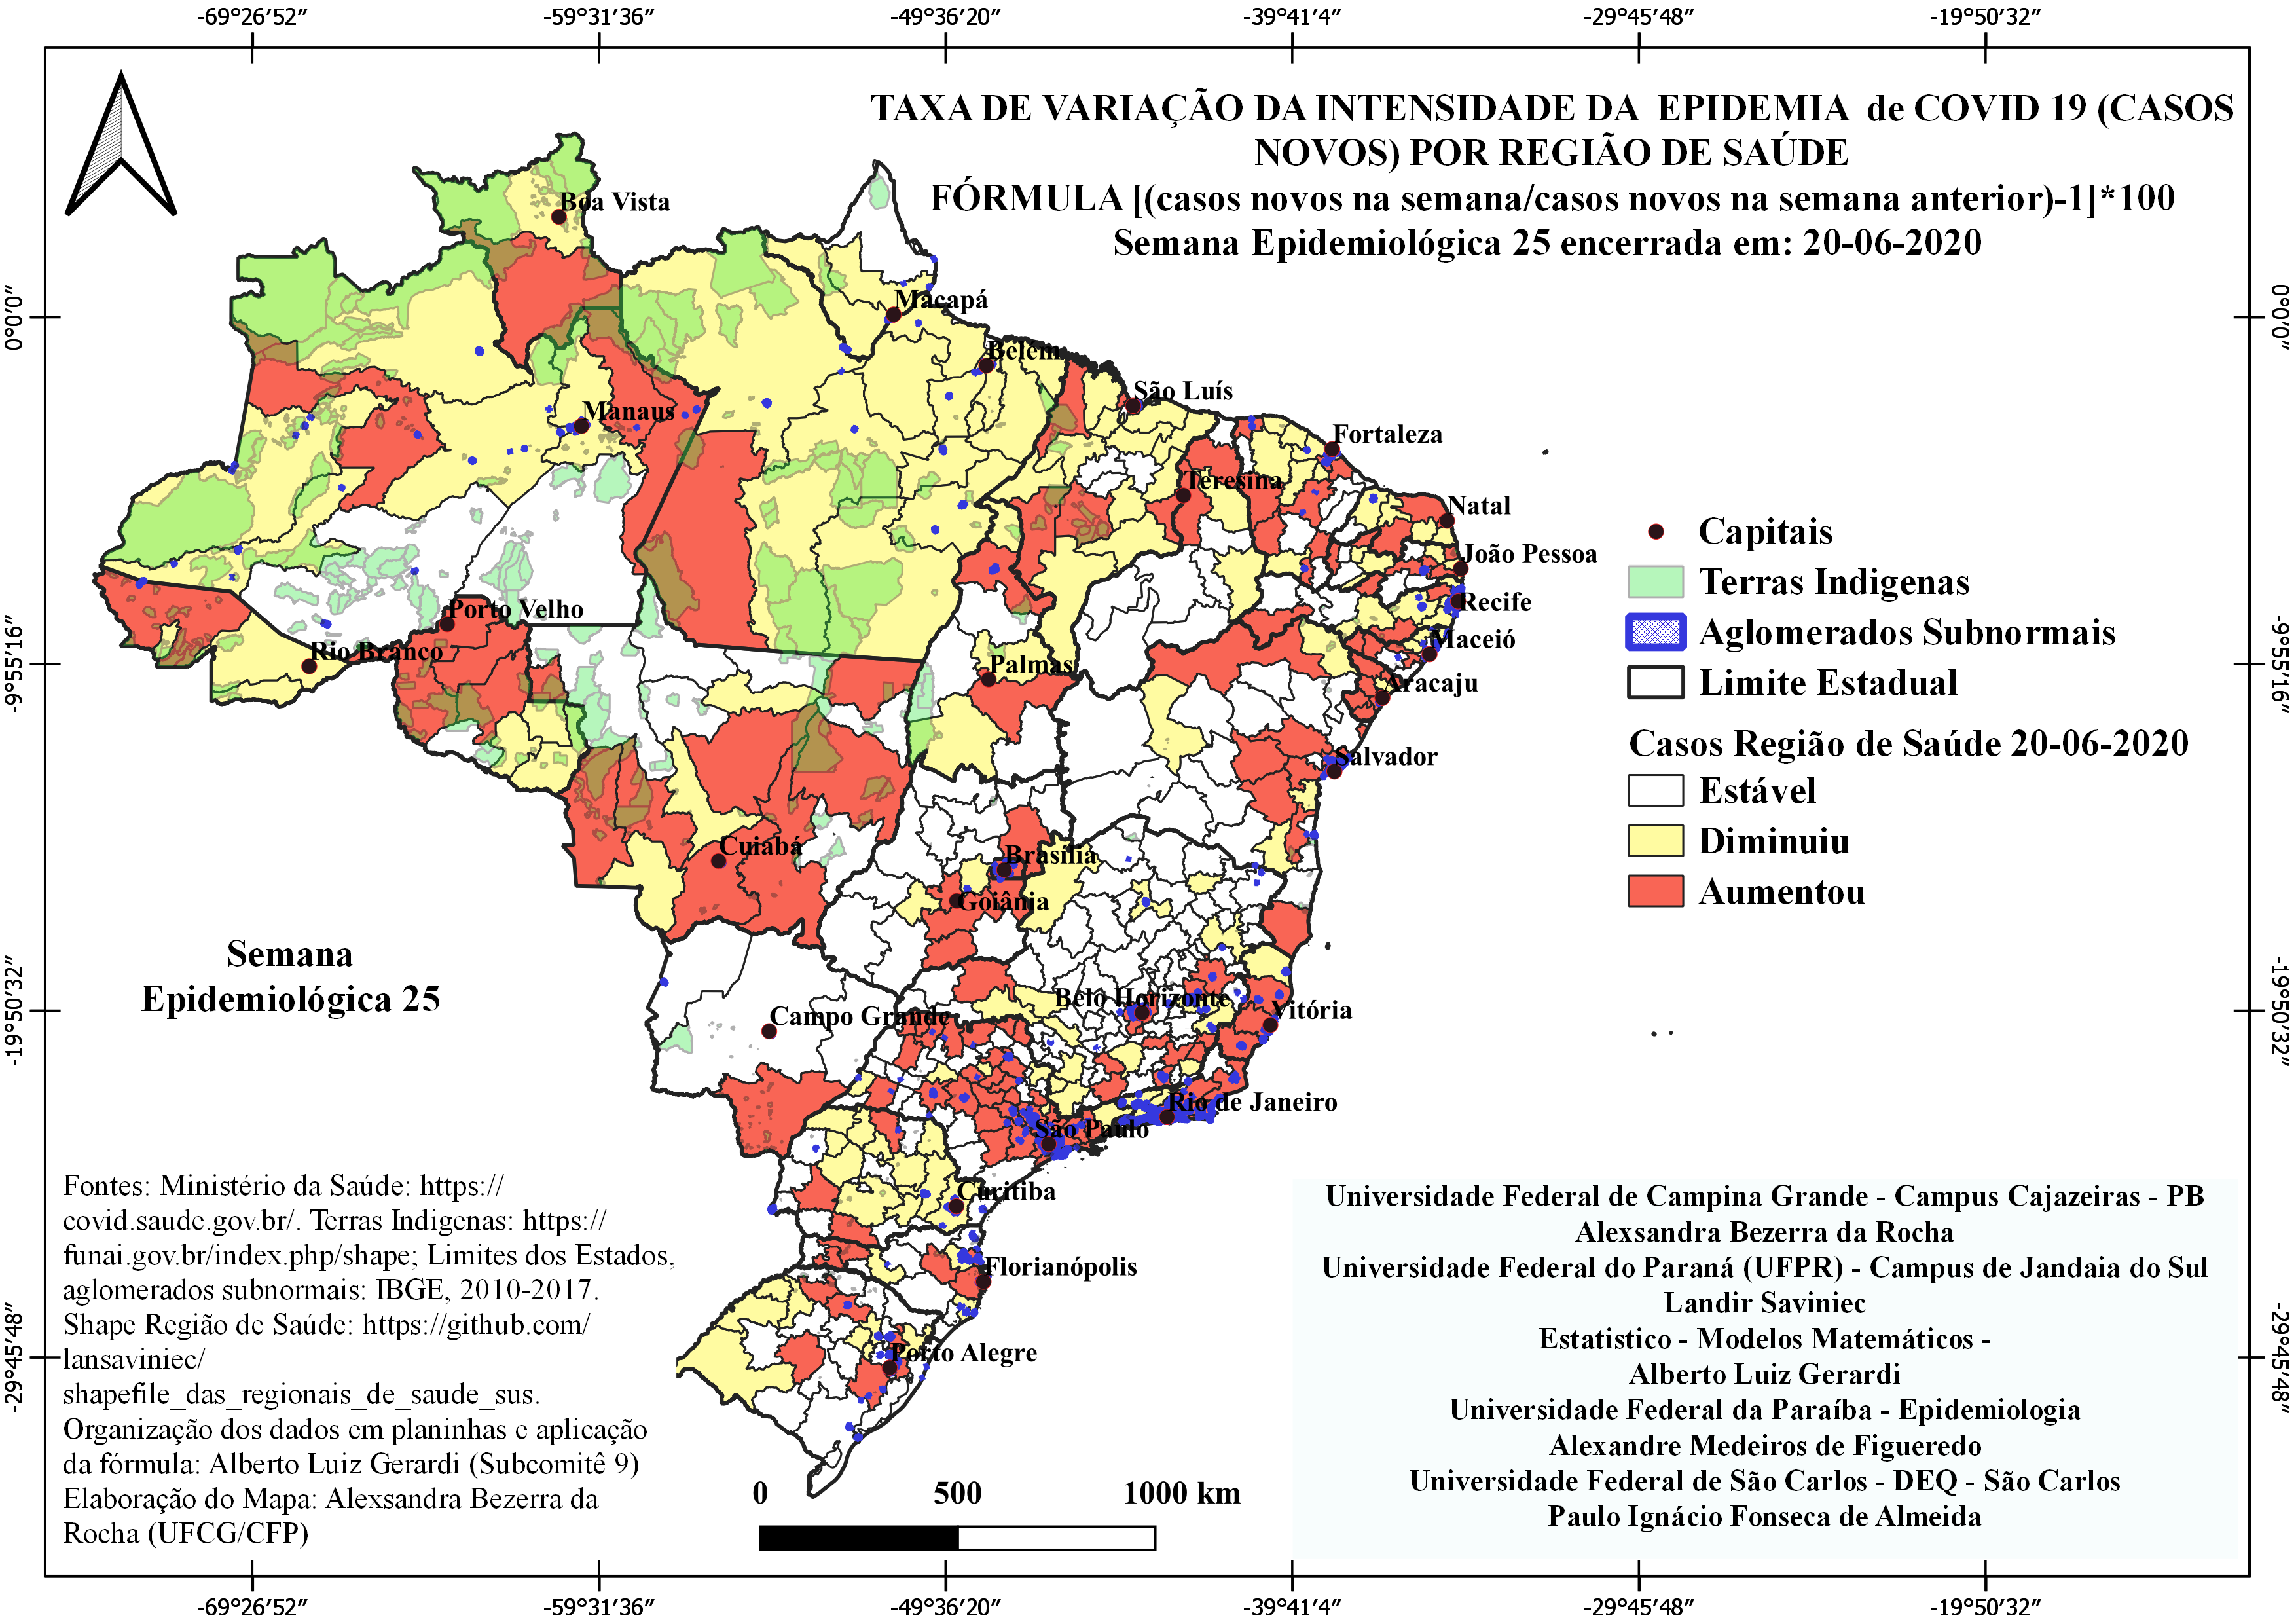 -69°26′52″ -59°31′36″ -49°36′20″ -39°41′4″ -29°45′48″ -19°50′32″
TAXA DE VARIAÇÃO DA INTENSIDADE DA EPIDEMIA de COVID 19 (CASOS
NOVOS) POR REGIÃO DE SAÚDE
FÓRMULA [(casos novos na semana/casos novos na semana anterior)-1]*100
Semana Epidemiológica 25 encerrada em: 20-06-2020
0°0′0″
-9°55′16″
-19°50′32″
-29°45′48″
0°0′0″
-9°55′16″
-19°50′32″
-29°45′48″
Boa Vista
Macapá
Belém
São Luís
Manaus
Fortaleza
Teresina
Natal
João Pessoa
Recife
Porto Velho
Maceió
Rio Branco
Palmas
Aracaju
Salvador
Cuiabá
Brasília
Goiânia
Belo Horizonte
Vitória
Campo Grande
Rio de Janeiro
São Paulo
Curitiba
Florianópolis
Porto Alegre
Capitais
Terras Indigenas
Aglomerados Subnormais
Limite Estadual
Casos Região de Saúde 20-06-2020
Estável
Diminuiu
Aumentou
Semana
Epidemiológica 25
Fontes: Ministério da Saúde: https://
covid.saude.gov.br/. Terras Indigenas: https://
funai.gov.br/index.php/shape; Limites dos Estados,
aglomerados subnormais: IBGE, 2010-2017.
Shape Região de Saúde: https://github.com/
lansaviniec/
shapefile_das_regionais_de_saude_sus.
Organização dos dados em planinhas e aplicação
da fórmula: Alberto Luiz Gerardi (Subcomitê 9)
Elaboração do Mapa: Alexsandra Bezerra da
Rocha (UFCG/CFP)
0 500 1000 km
Universidade Federal de Campina Grande - Campus Cajazeiras - PB
Alexsandra Bezerra da Rocha
Universidade Federal do Paraná (UFPR) - Campus de Jandaia do Sul
Landir Saviniec
Estatistico - Modelos Matemáticos -
Alberto Luiz Gerardi
Universidade Federal da Paraíba - Epidemiologia
Alexandre Medeiros de Figueredo
Universidade Federal de São Carlos - DEQ - São Carlos
Paulo Ignácio Fonseca de Almeida
-69°26′52″ -59°31′36″ -49°36′20″ -39°41′4″ -29°45′48″ -19°50′32″